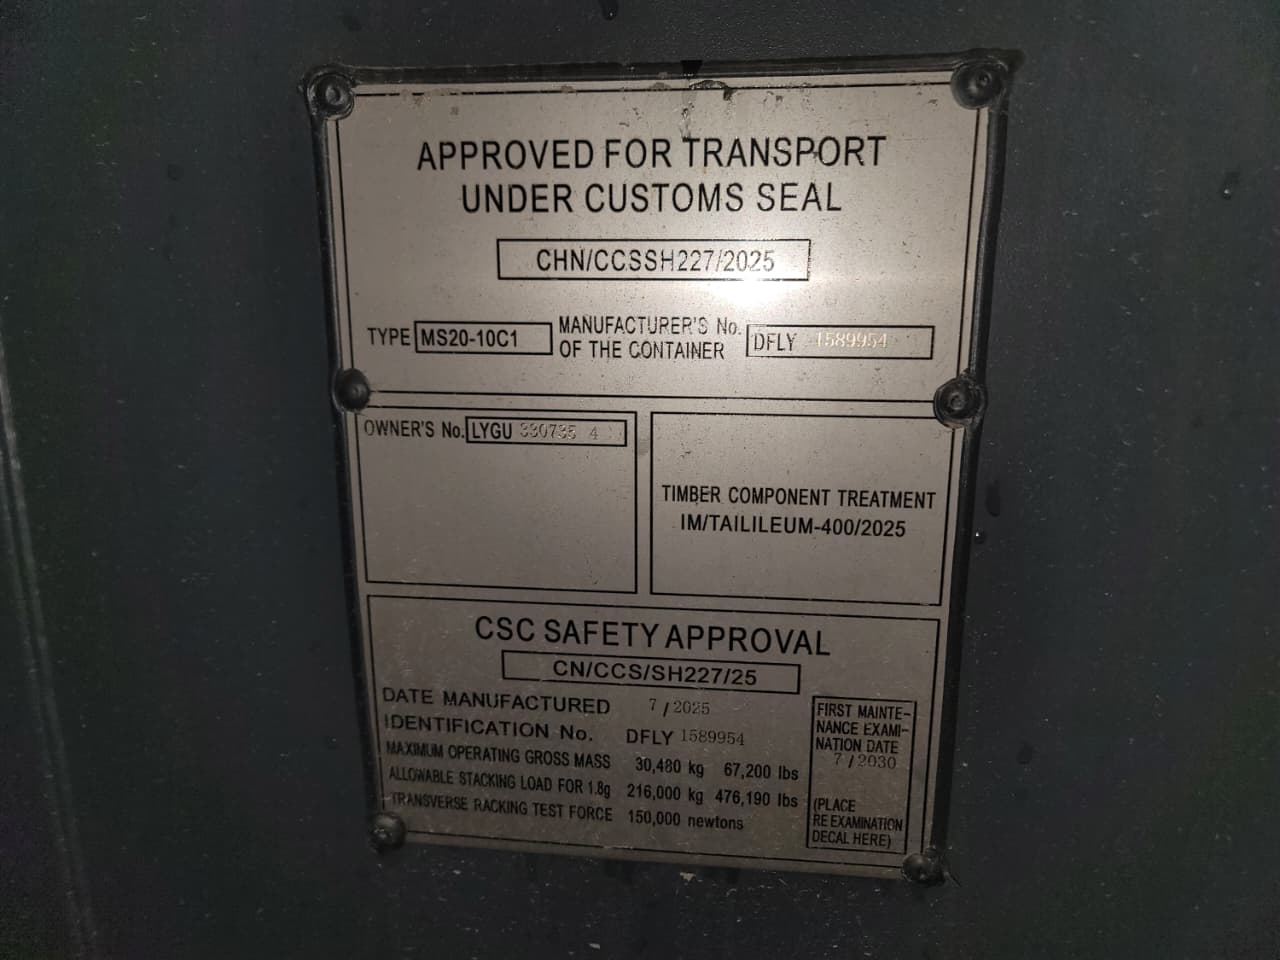 APPROVED FOR TRANSPORT
UNDER CUSTOMS SEAL
CHN/CCSSH227/2025
TYPE MS20-10C1
MANUFACTURER'S No.
OF THE CONTAINER
DFLY 1589954
OWNER'S No. LYGU 330735 4
TIMBER COMPONENT TREATMENT
IM/TAILILEUM-400/2025
CSC SAFETY APPROVAL
CN/CCS/SH227/25
DATE MANUFACTURED 7 / 2025
IDENTIFICATION No. DFLY 1589954
MAXIMUM OPERATING GROSS MASS 30,480 kg 67,200 lbs
ALLOWABLE STACKING LOAD FOR 1.8g 216,000 kg 476,190 lbs
TRANSVERSE RACKING TEST FORCE 150,000 newtons
FIRST MAINTE-
NANCE EXAMI-
NATION DATE
7 / 2030
(PLACE
RE EXAMINATION
DECAL HERE)